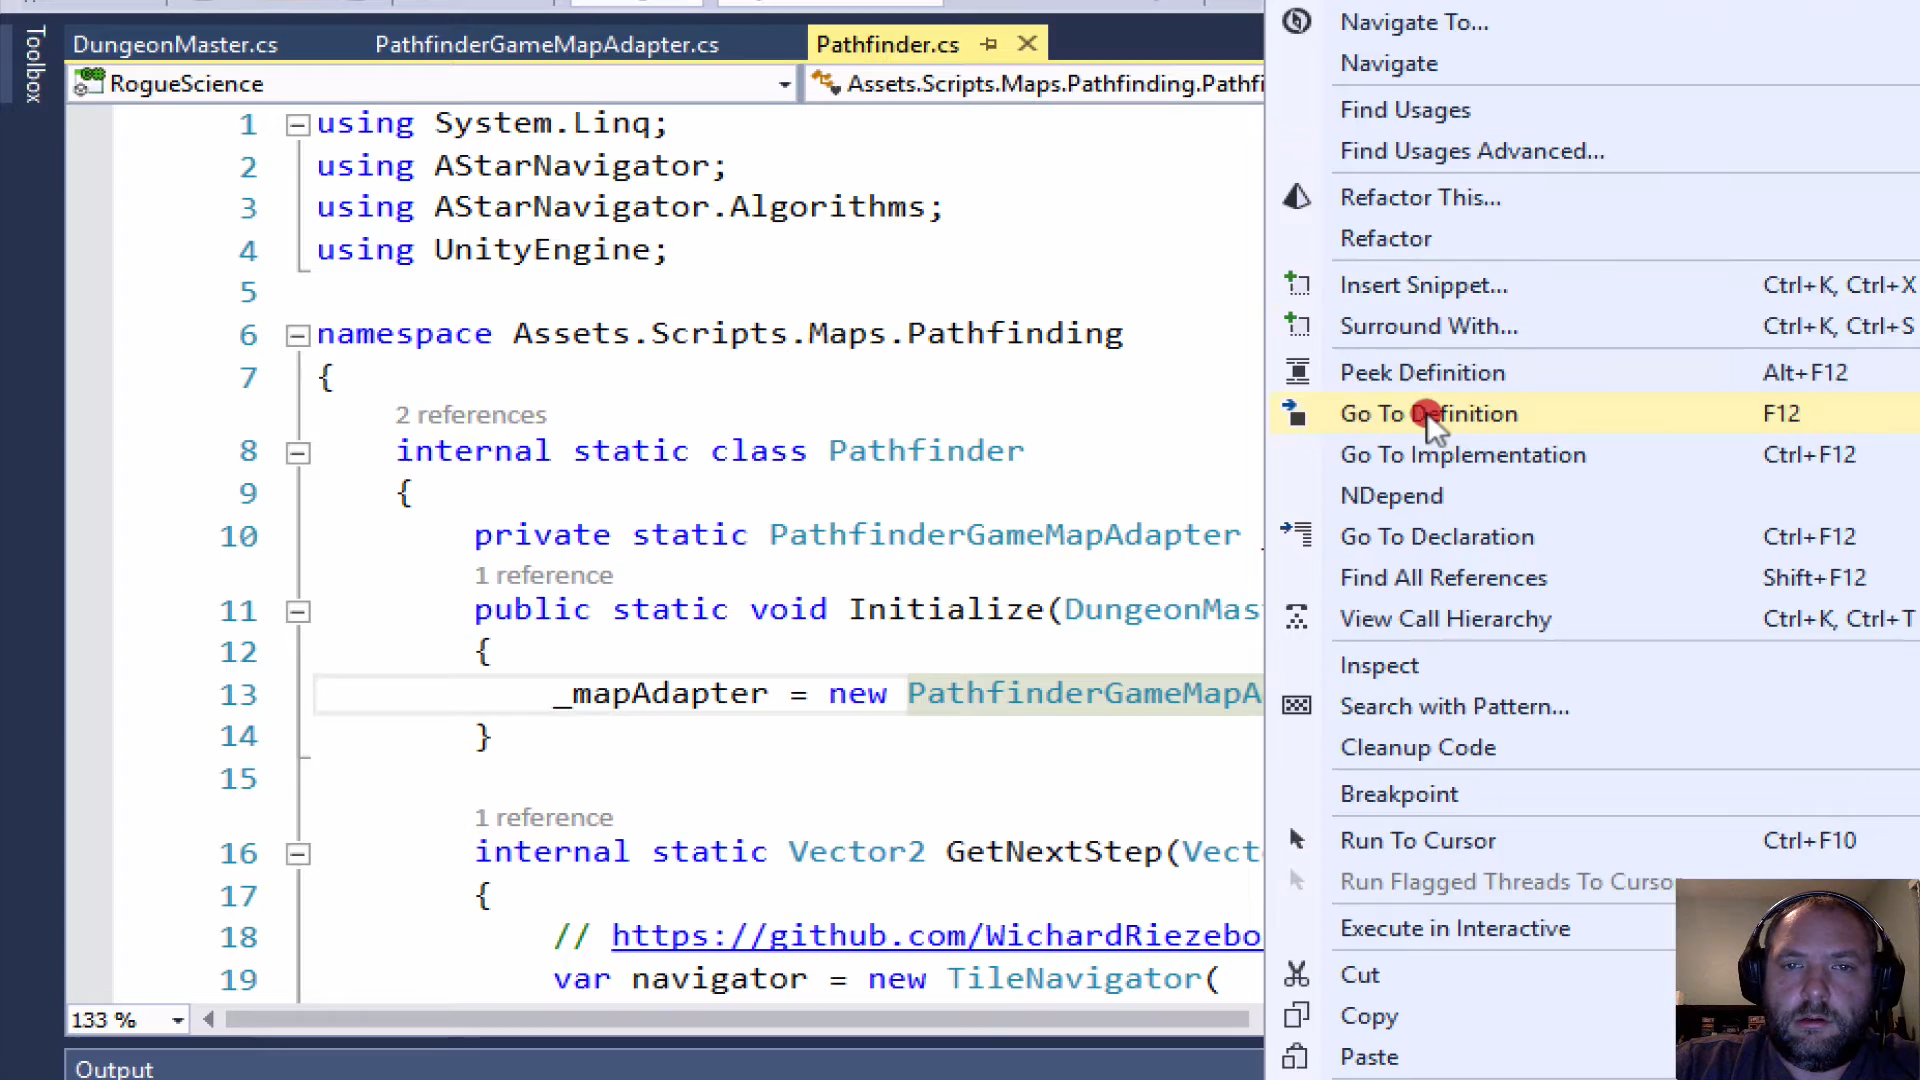 Toolbox
DungeonMaster.cs
PathfinderGameMapAdapter.cs
Pathfinder.cs
RogueScience
Assets.Scripts.Maps.Pathfinding.Pathfi
1 using System.Linq;
2 using AStarNavigator;
3 using AStarNavigator.Algorithms;
4 using UnityEngine;
5
6 namespace Assets.Scripts.Maps.Pathfinding
7 {
2 references
8 internal static class Pathfinder
9 {
10 private static PathfinderGameMapAdapter _
1 reference
11 public static void Initialize(DungeonMas
12 {
13 _mapAdapter = new PathfinderGameMapA
14 }
15
1 reference
16 internal static Vector2 GetNextStep(Vect
17 {
18 // https://github.com/WichardRiezebo
19 var navigator = new TileNavigator(
133 %
Output
Navigate To...
Navigate
Find Usages
Find Usages Advanced...
Refactor This...
Refactor
Insert Snippet... Ctrl+K, Ctrl+X
Surround With... Ctrl+K, Ctrl+S
Peek Definition Alt+F12
Go To Definition F12
Go To Implementation Ctrl+F12
NDepend
Go To Declaration Ctrl+F12
Find All References Shift+F12
View Call Hierarchy Ctrl+K, Ctrl+T
Inspect
Search with Pattern...
Cleanup Code
Breakpoint
Run To Cursor Ctrl+F10
Run Flagged Threads To Curso
Execute in Interactive
Cut
Copy
Paste